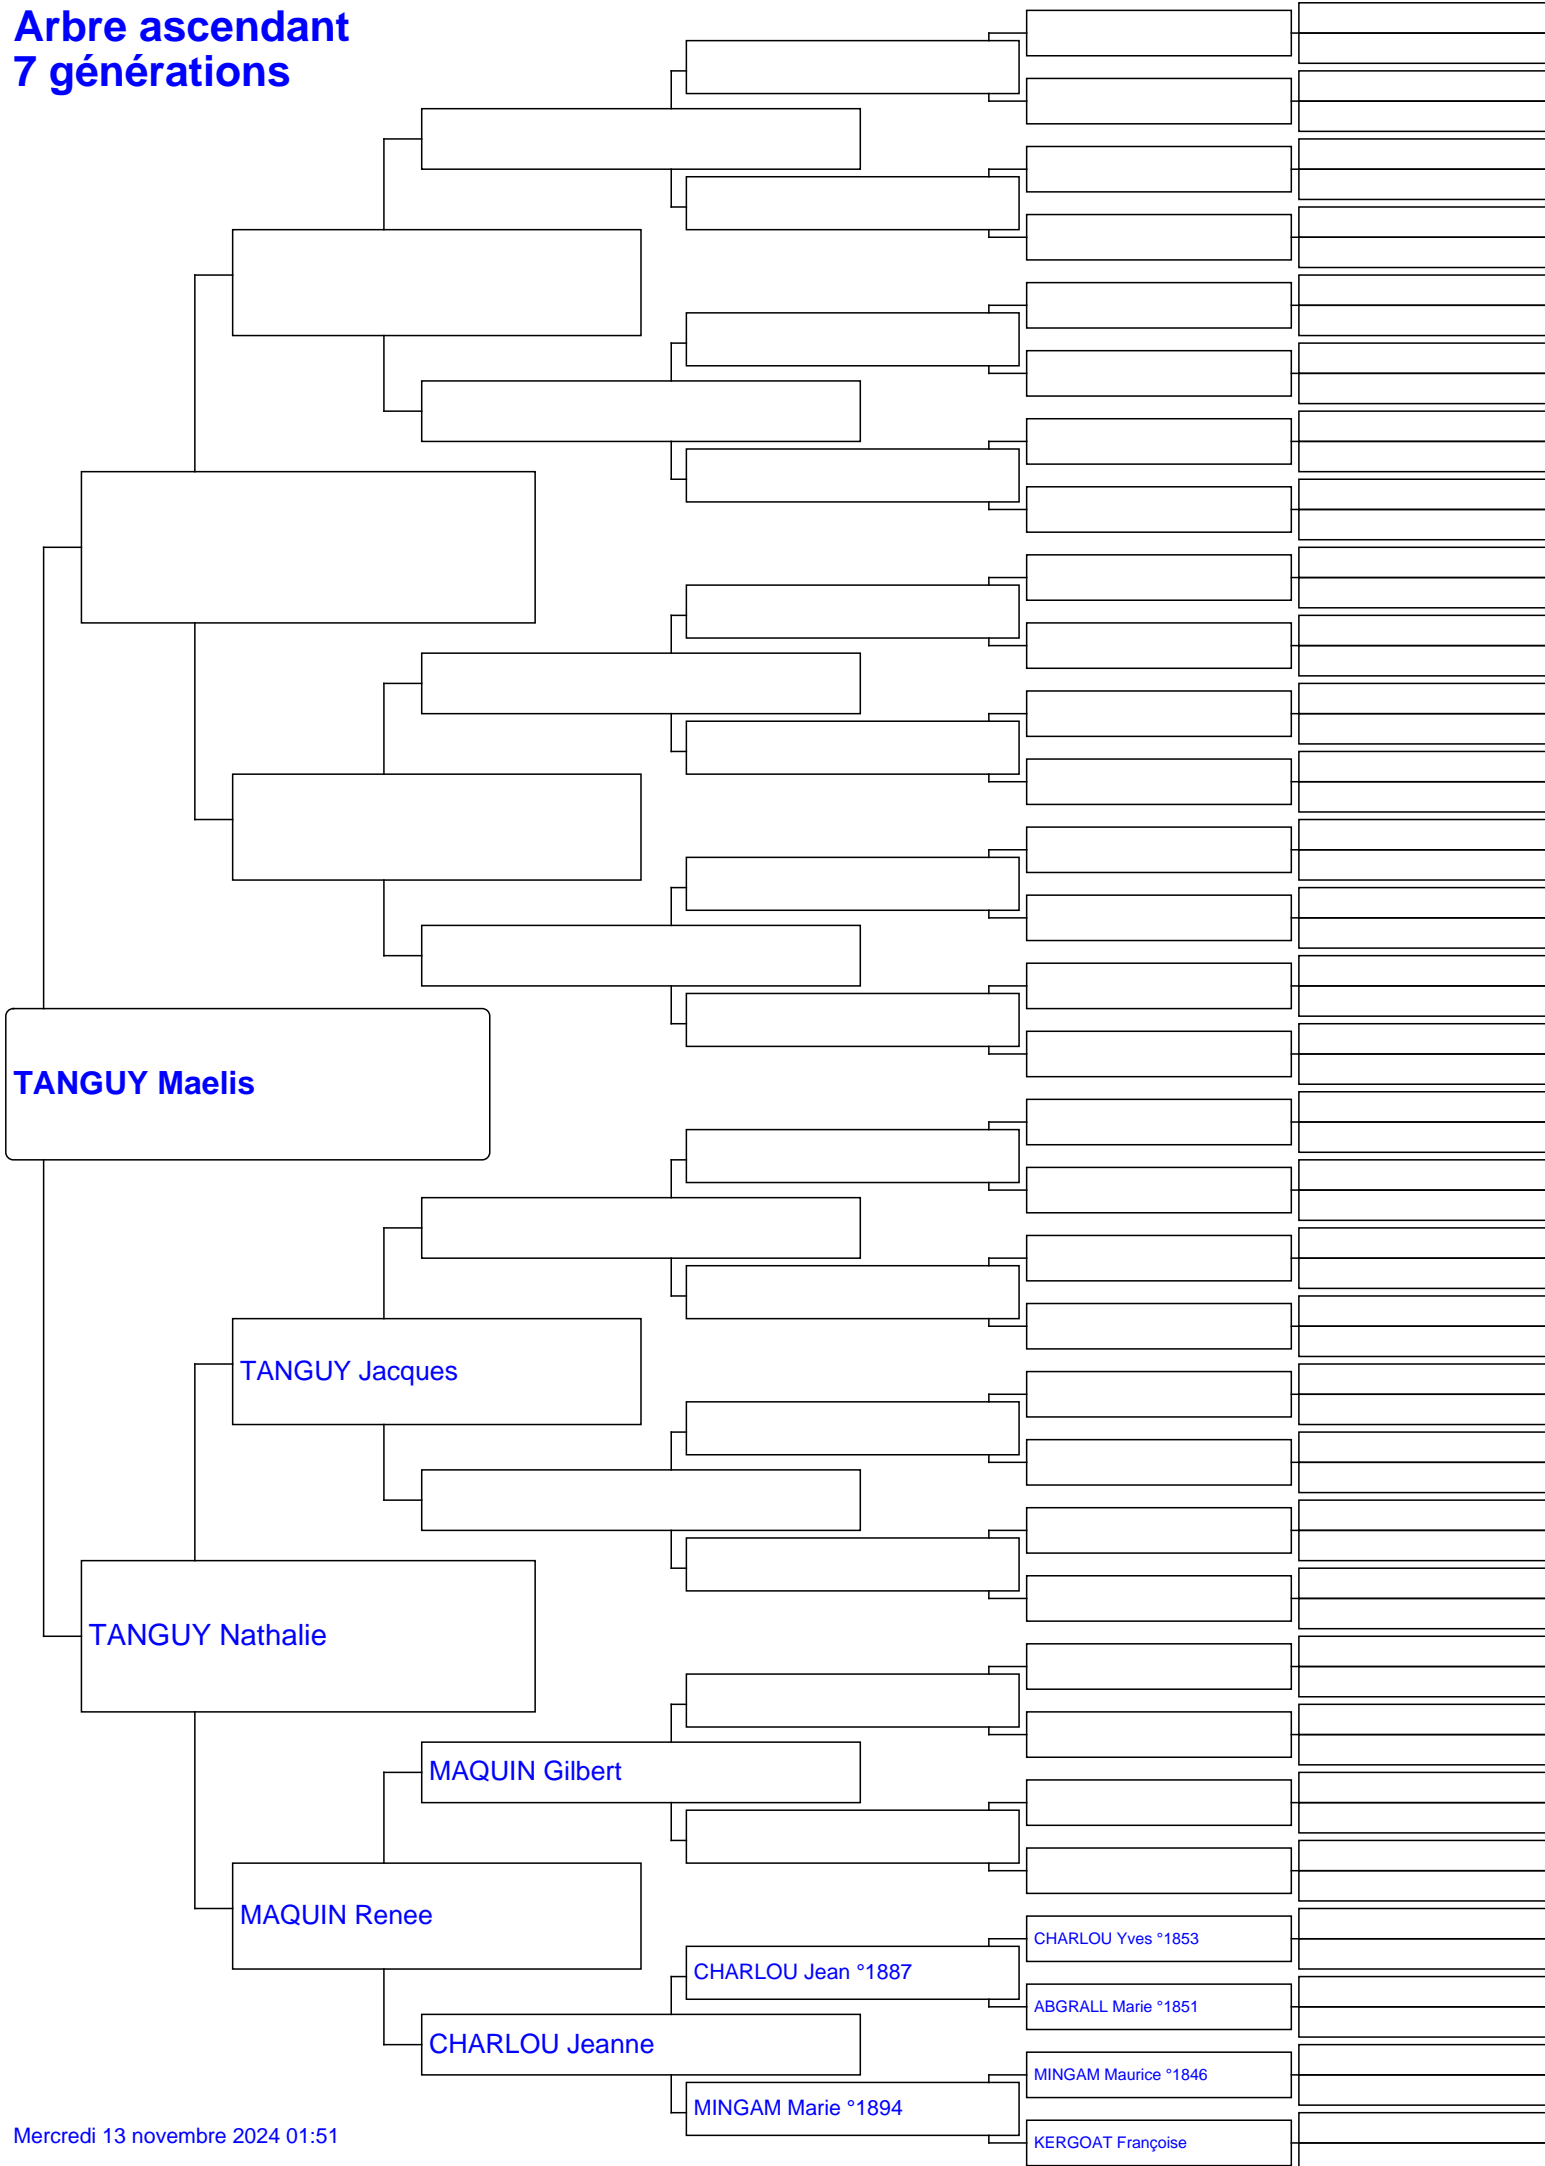 Arbre ascendant
7 générations
TANGUY Maelis
TANGUY Jacques
TANGUY Nathalie
MAQUIN Gilbert
MAQUIN Renee
CHARLOU Yves °1853
CHARLOU Jean °1887
ABGRALL Marie °1851
CHARLOU Jeanne
MINGAM Maurice °1846
MINGAM Marie °1894
KERGOAT Françoise
Mercredi 13 novembre 2024 01:51